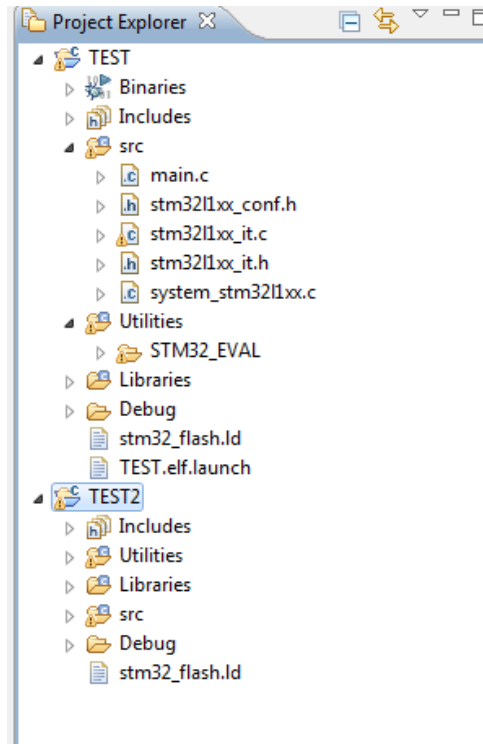 Project Explorer
TEST
Binaries
Includes
src
main.c
stm32l1xx_conf.h
stm32l1xx_it.c
stm32l1xx_it.h
system_stm32l1xx.c
Utilities
STM32_EVAL
Libraries
Debug
stm32_flash.ld
TEST.elf.launch
TEST2
Includes
Utilities
Libraries
src
Debug
stm32_flash.ld